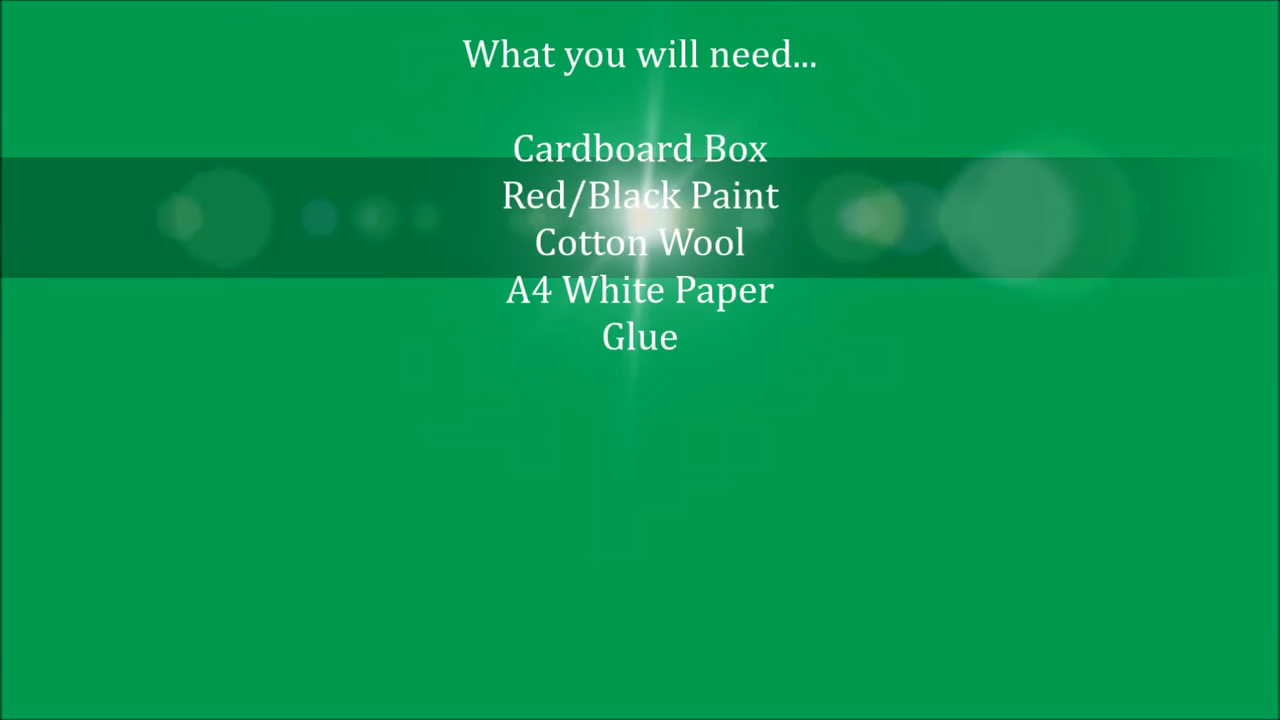 What you will need...
Cardboard Box
Red/Black Paint
Cotton Wool
A4 White Paper
Glue